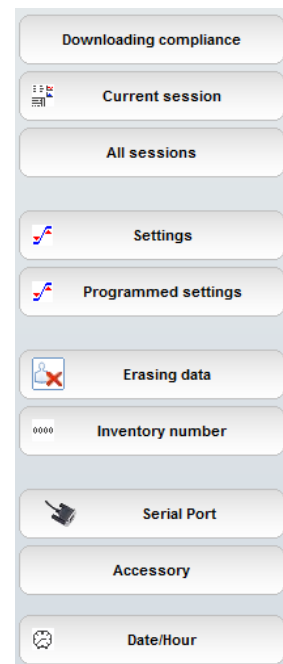 Downloading compliance
Current session
All sessions
Settings
Programmed settings
Erasing data
0000 Inventory number
Serial Port
Accessory
Date/Hour